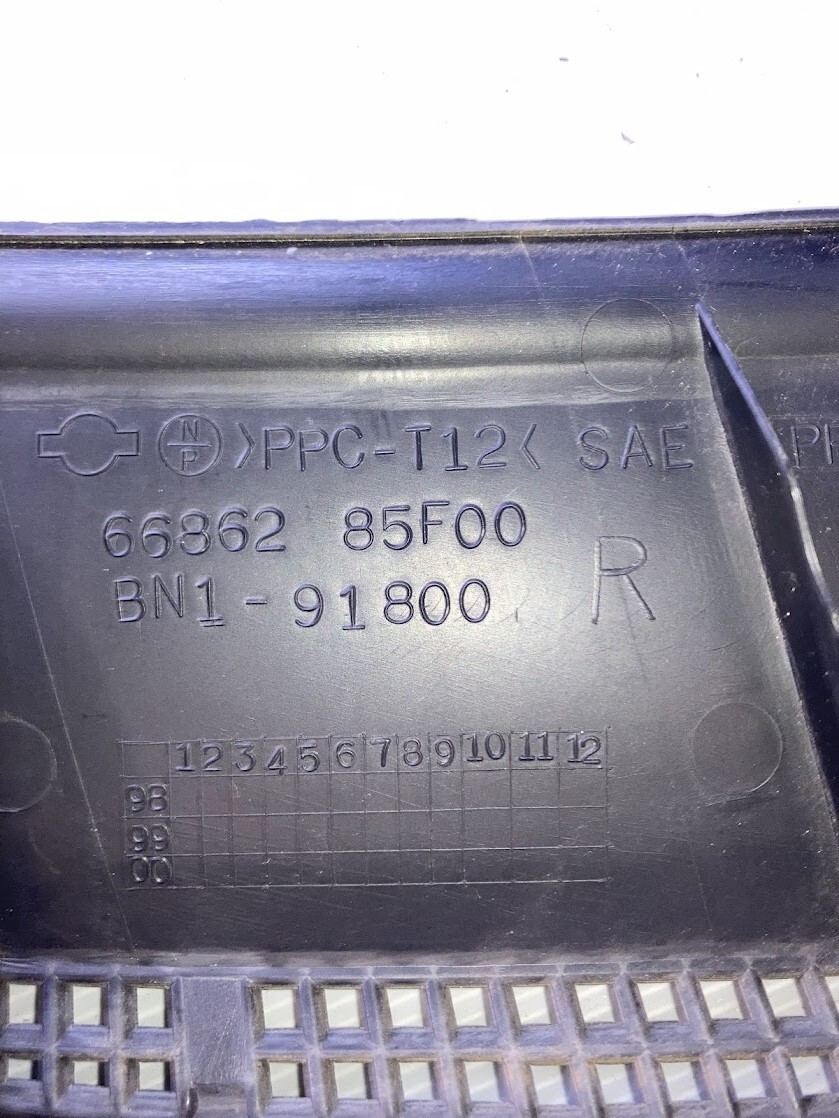 N P >PPC-T12< SAE
66862 85F00
BN1-91800 R
1 2 3 4 5 6 7 8 9 10 11 12
98
99
00